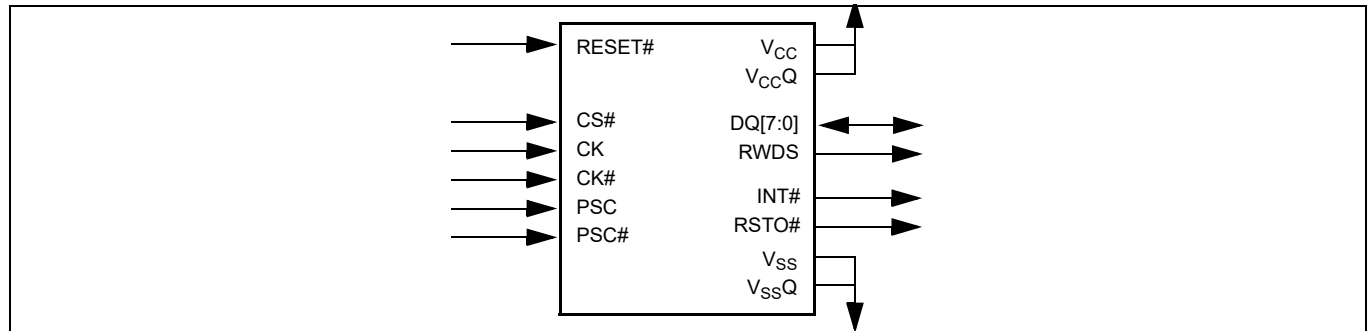 RESET#
CS#
CK
CK#
PSC
PSC#
VCC
VCCQ
DQ[7:0]
RWDS
INT#
RSTO#
VSS
VSSQ